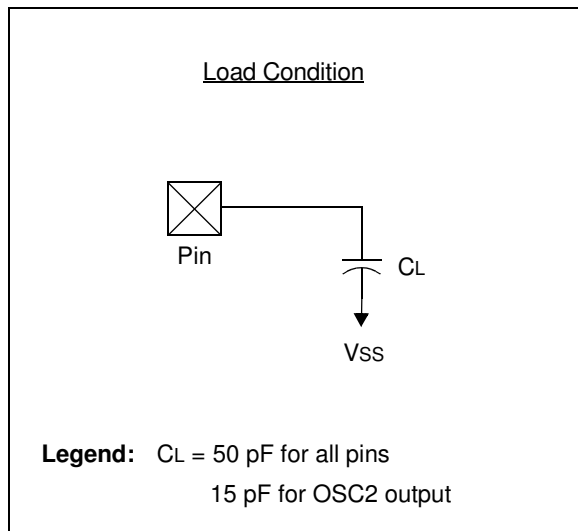 Load Condition
Pin
CL
VSS
Legend: CL = 50 pF for all pins
15 pF for OSC2 output